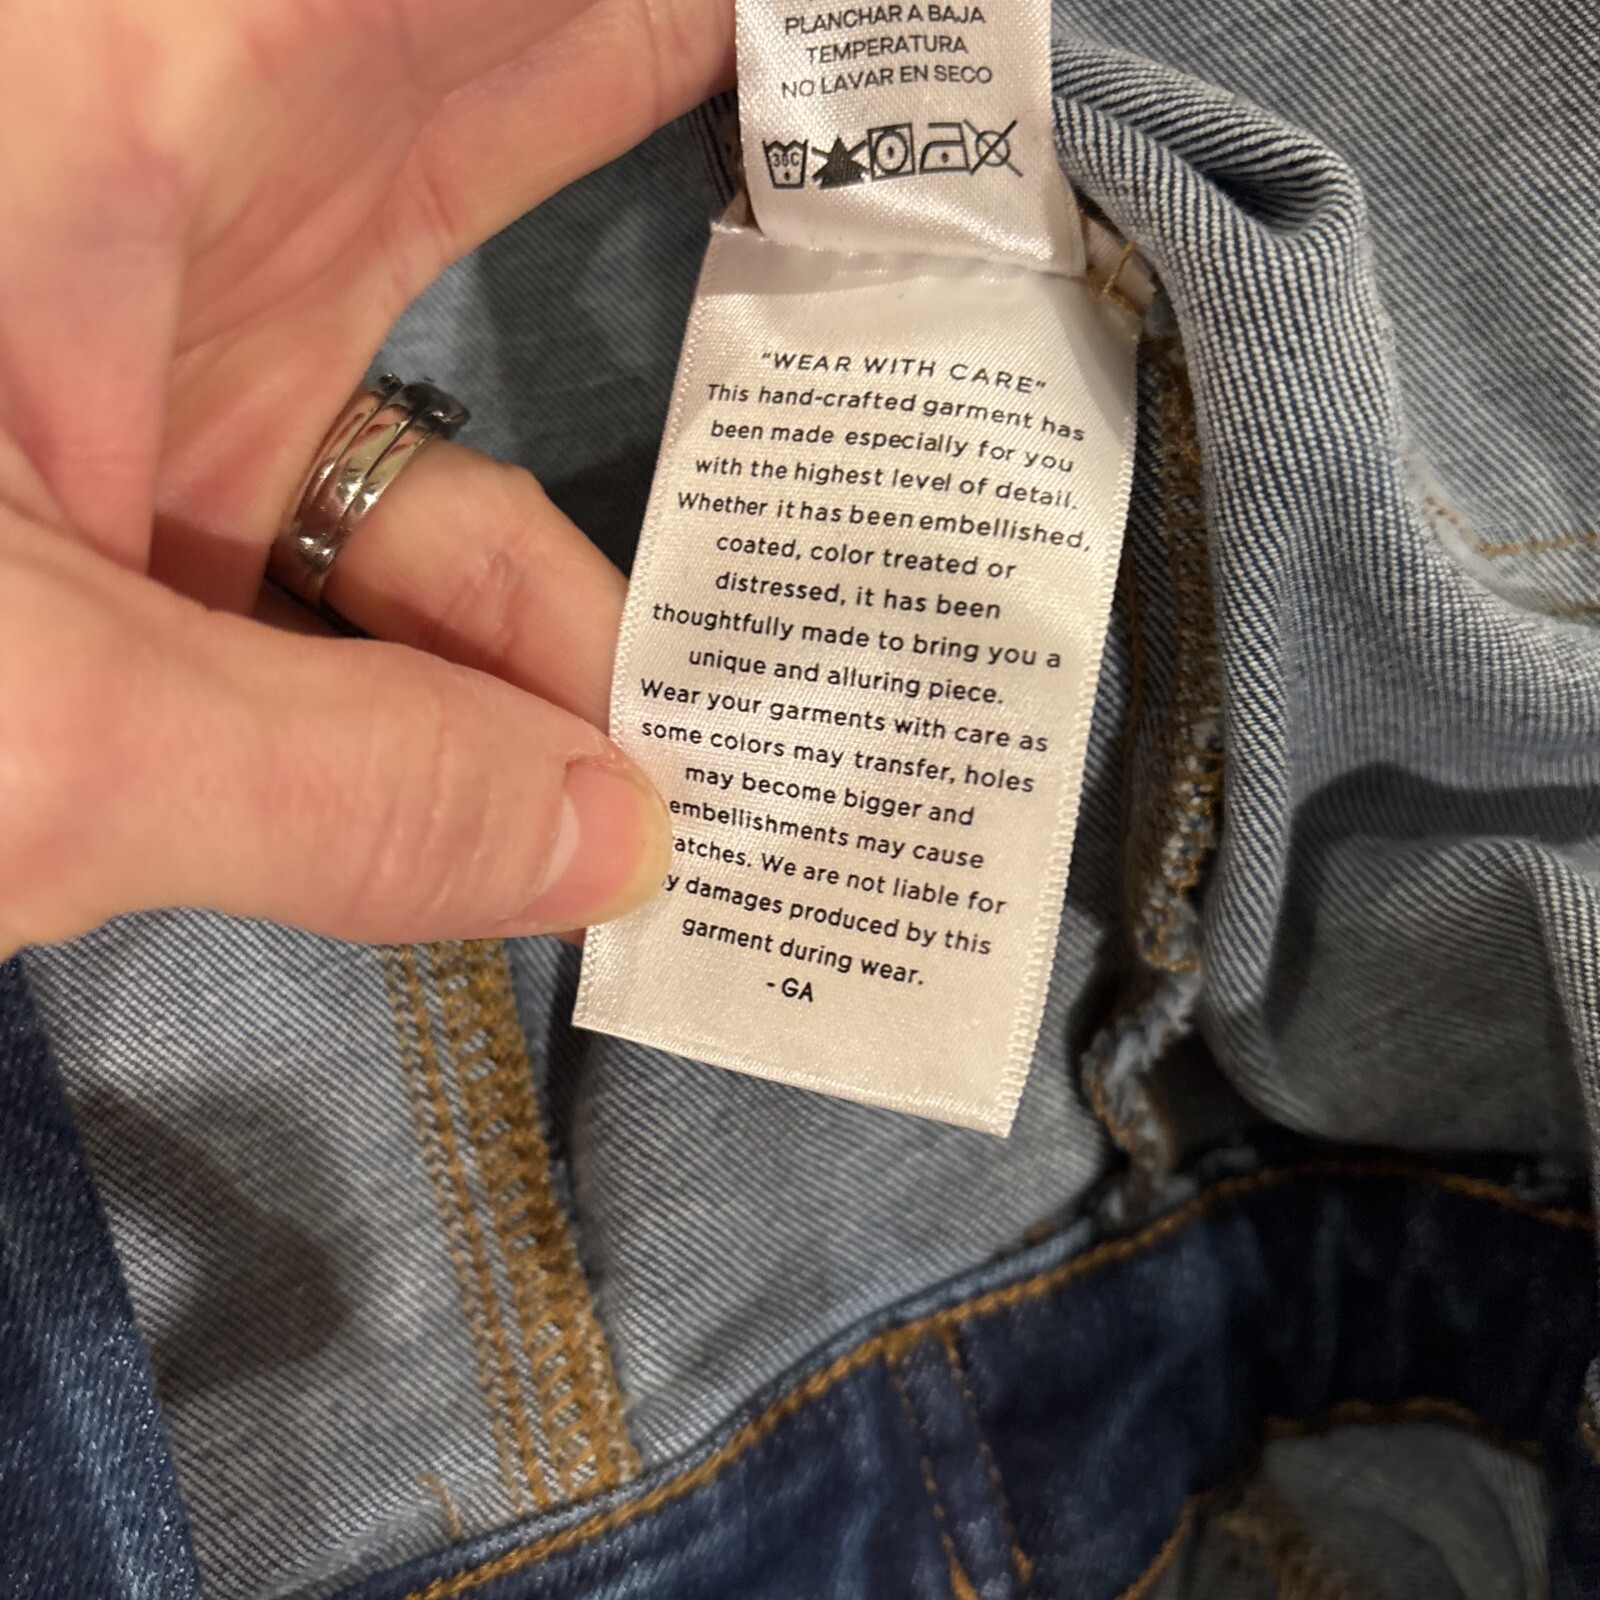 PLANCHAR A BAJA
TEMPERATURA
NO LAVAR EN SECO
30C
"WEAR WITH CARE"
This hand-crafted garment has
been made especially for you
with the highest level of detail.
Whether it has been embellished,
coated, color treated or
distressed, it has been
thoughtfully made to bring you a
unique and alluring piece.
Wear your garments with care as
some colors may transfer, holes
may become bigger and
embellishments may cause
atches. We are not liable for
y damages produced by this
garment during wear.
- GA